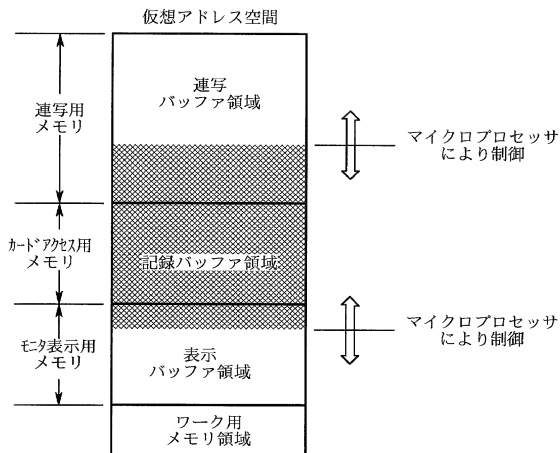 仮想アドレス空間
連写
バッファ領域
連写用
メモリ
マイクロプロセッサ
により制御
カードアクセス用
メモリ
記録バッファ領域
モニタ表示用
メモリ
マイクロプロセッサ
により制御
表示
バッファ領域
ワーク用
メモリ領域